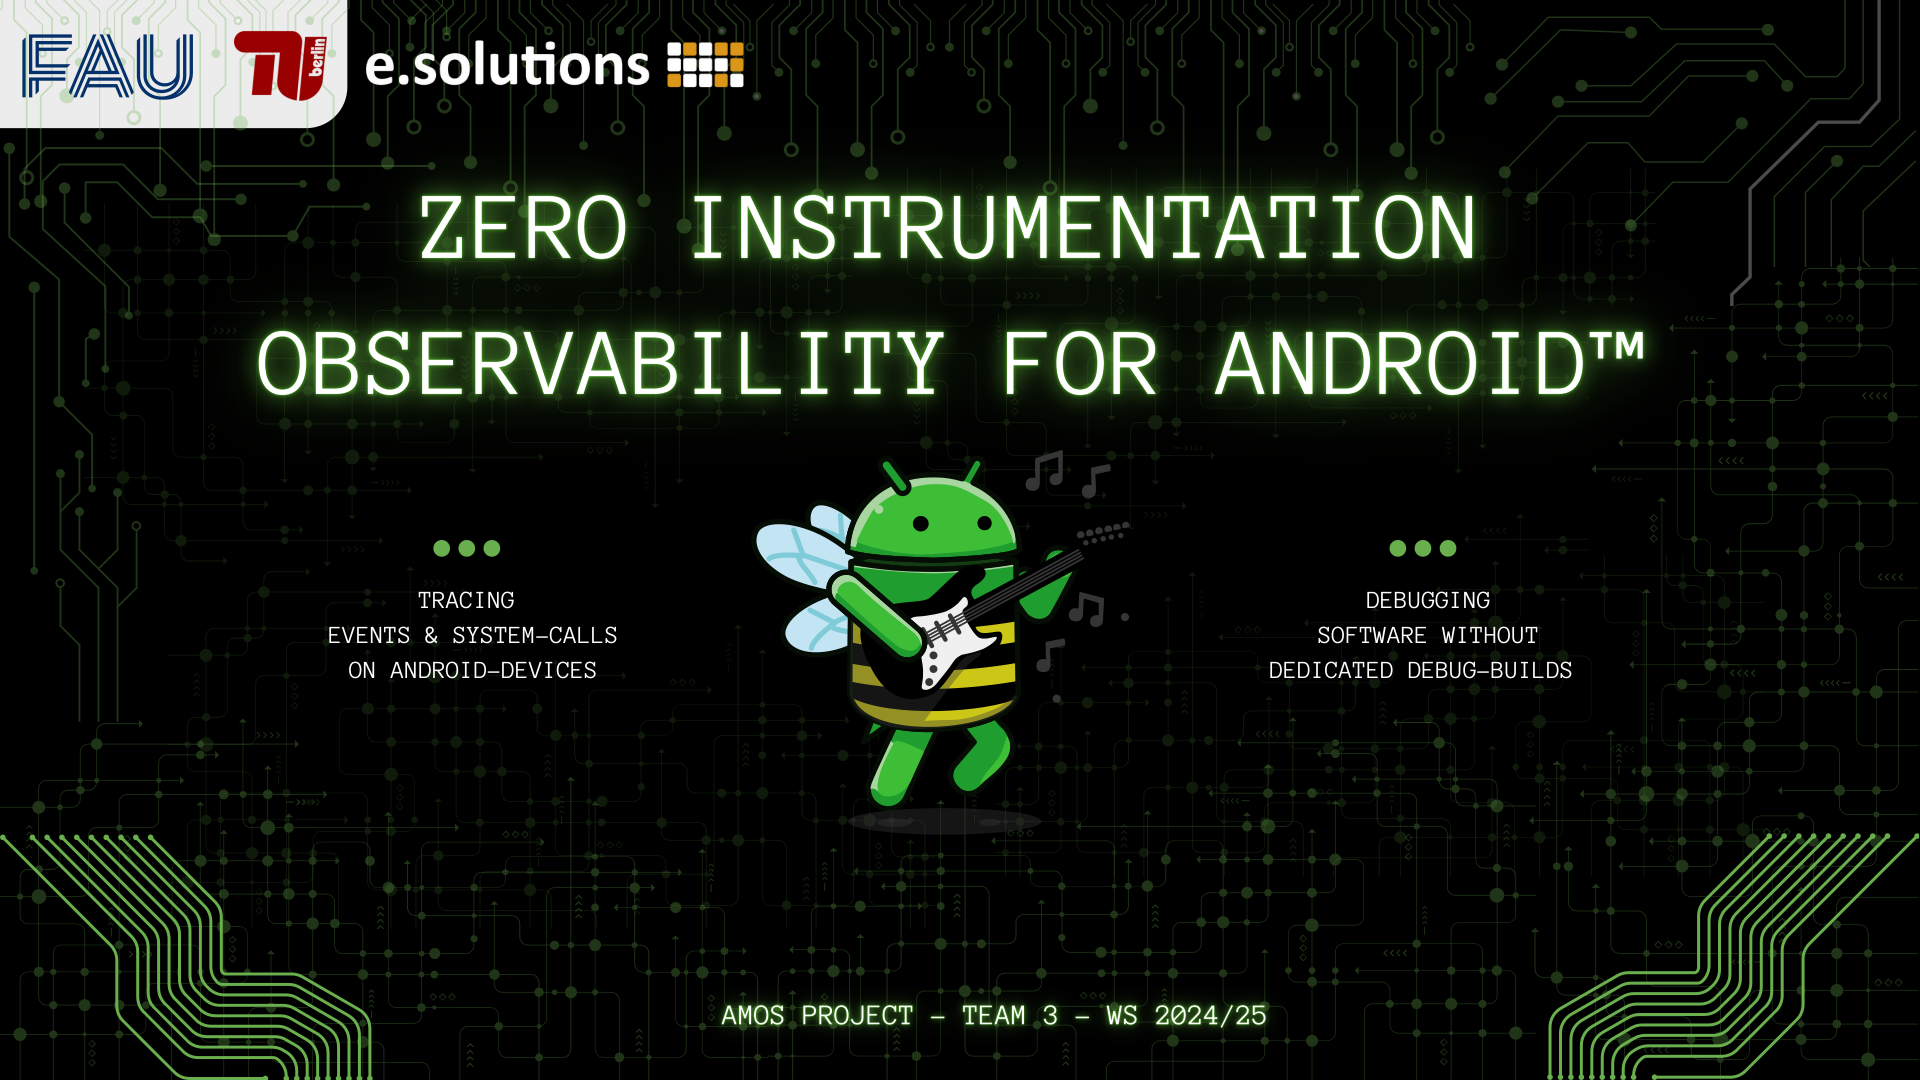 FAU TU berlin e.solutions
ZERO INSTRUMENTATION
OBSERVABILITY FOR ANDROID™
TRACING
EVENTS & SYSTEM-CALLS
ON ANDROID-DEVICES
DEBUGGING
SOFTWARE WITHOUT
DEDICATED DEBUG-BUILDS
AMOS PROJECT - TEAM 3 - WS 2024/25